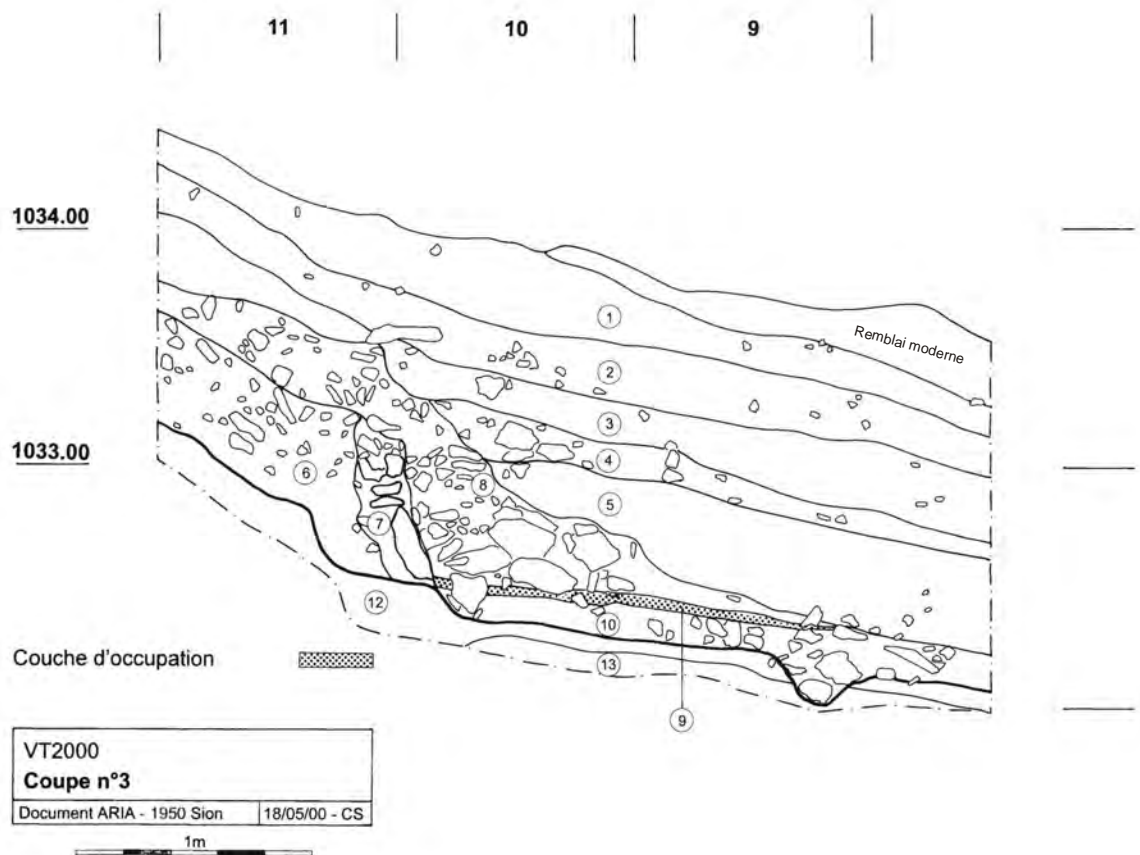 11 10 9
1034.00
1
Remblai moderne
2
3
1033.00
4
6
8
5
7
12
10
Couche d'occupation
13
9
VT2000
Coupe n°3
Document ARIA - 1950 Sion
18/05/00 - CS
1m